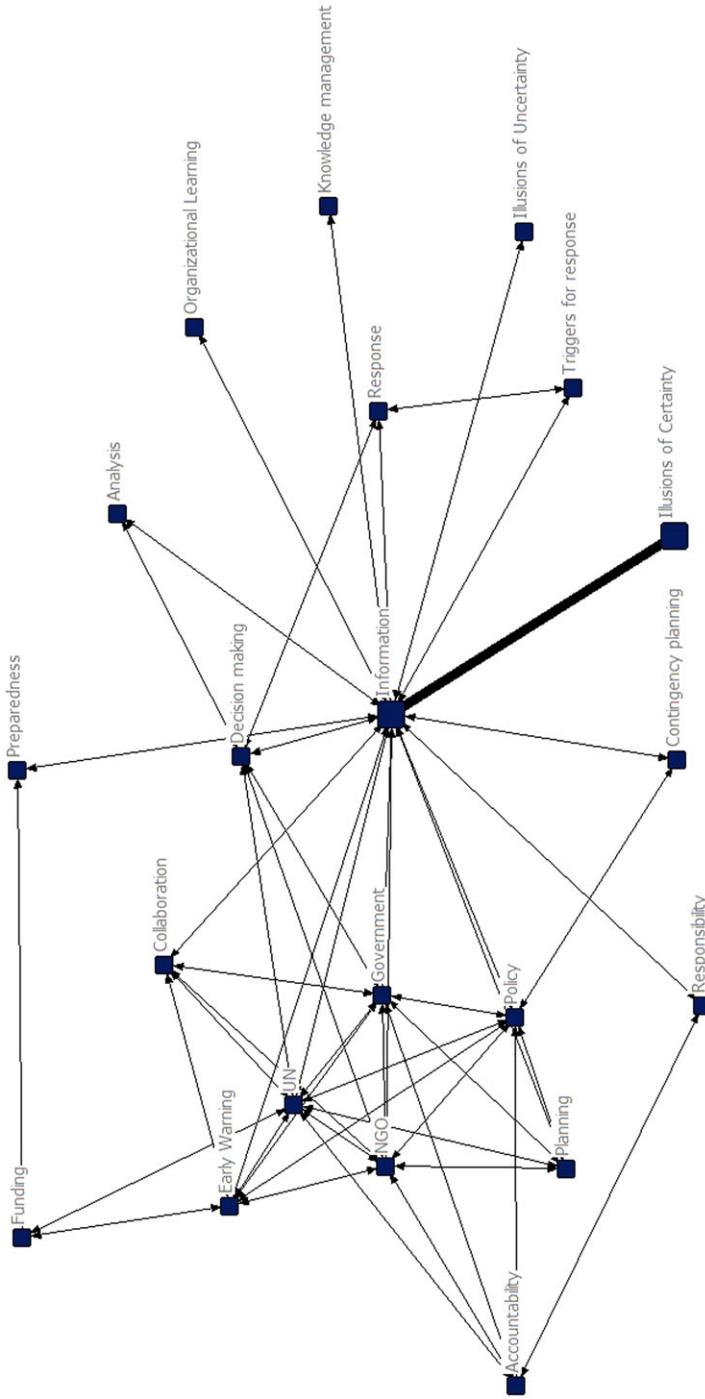 Knowledge management
Organizational Learning
Illusions of Uncertainty
Triggers for response
Response
Analysis
Illusions of Certainty
Information
Decision making
Contingency planning
Preparedness
Collaboration
Government
Policy
Responsibility
UN
NGO
Planning
Early Warning
Funding
Accountability